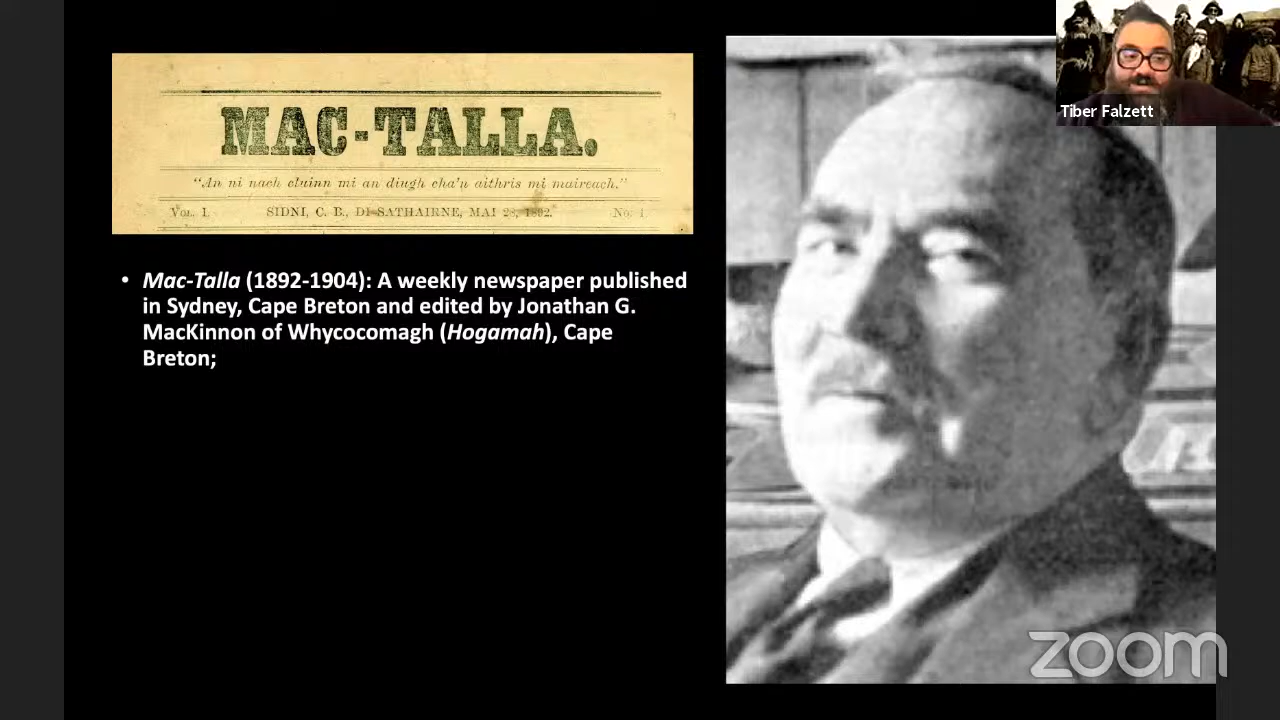 MAC-TALLA.
"An ni nach cluinn mi an diugh cha'n aithris mi maireach."
VOL. I. SIDNI, C. B., DI-SATHAIRNE, MAI 28, 1892. No. 1.
• Mac-Talla (1892-1904): A weekly newspaper published
in Sydney, Cape Breton and edited by Jonathan G.
MacKinnon of Whycocomagh (Hogamah), Cape
Breton;
Tiber Falzett
zoom